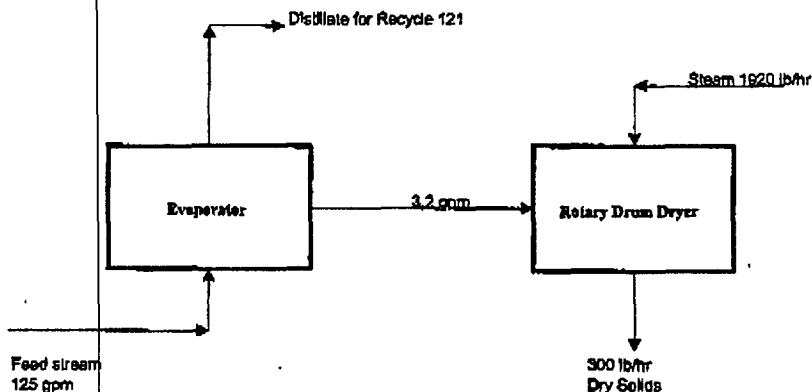 Distillate for Recycle 121
Steam 1920 lb/hr
Evaporator
3.2 gpm
Rotary Drum Dryer
Feed stream
125 gpm
300 lb/hr
Dry Solids